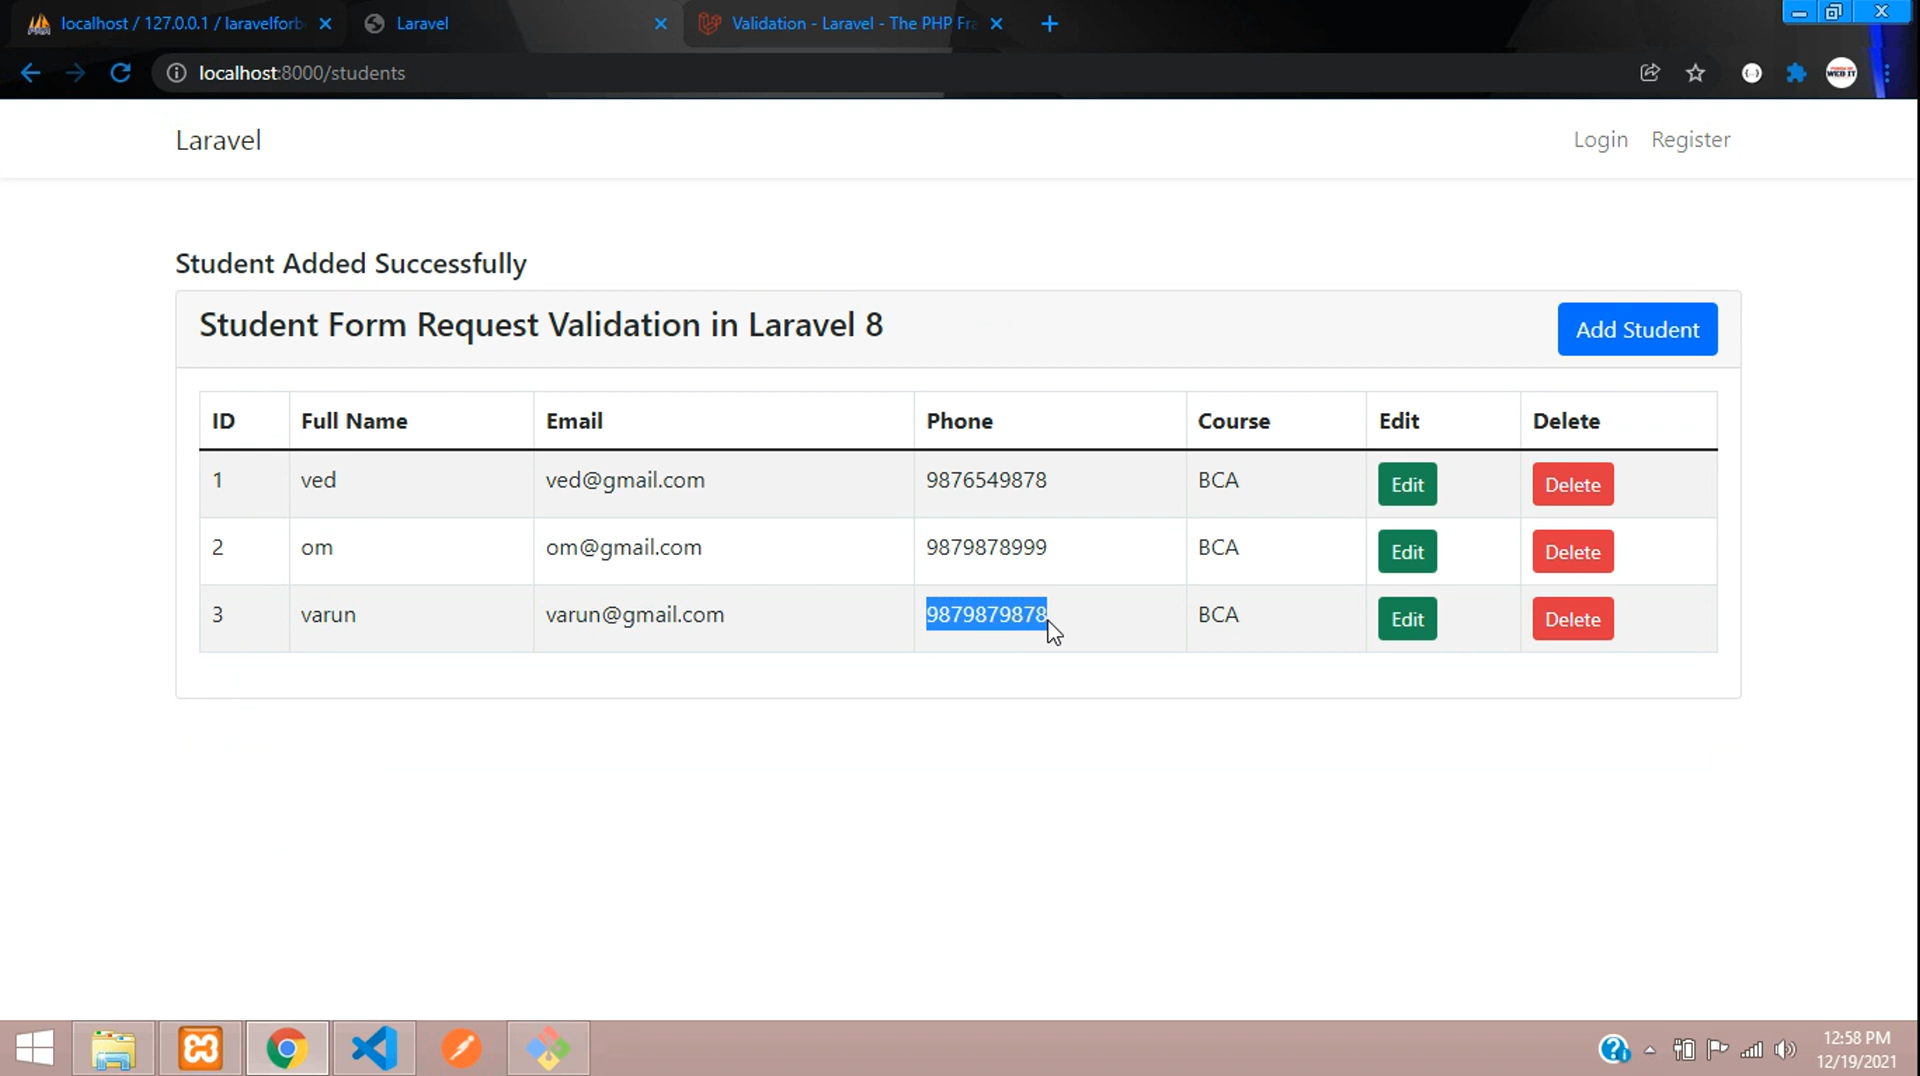 localhost / 127.0.0.1 / laravelforb
Laravel
Validation - Laravel - The PHP Fra
localhost:8000/students
WEB IT
Laravel
Login
Register
Student Added Successfully
Student Form Request Validation in Laravel 8
Add Student
ID Full Name Email Phone Course Edit Delete
1 ved ved@gmail.com 9876549878 BCA Edit Delete
2 om om@gmail.com 9879878999 BCA Edit Delete
3 varun varun@gmail.com 9879879878 BCA Edit Delete
12:58 PM
12/19/2021